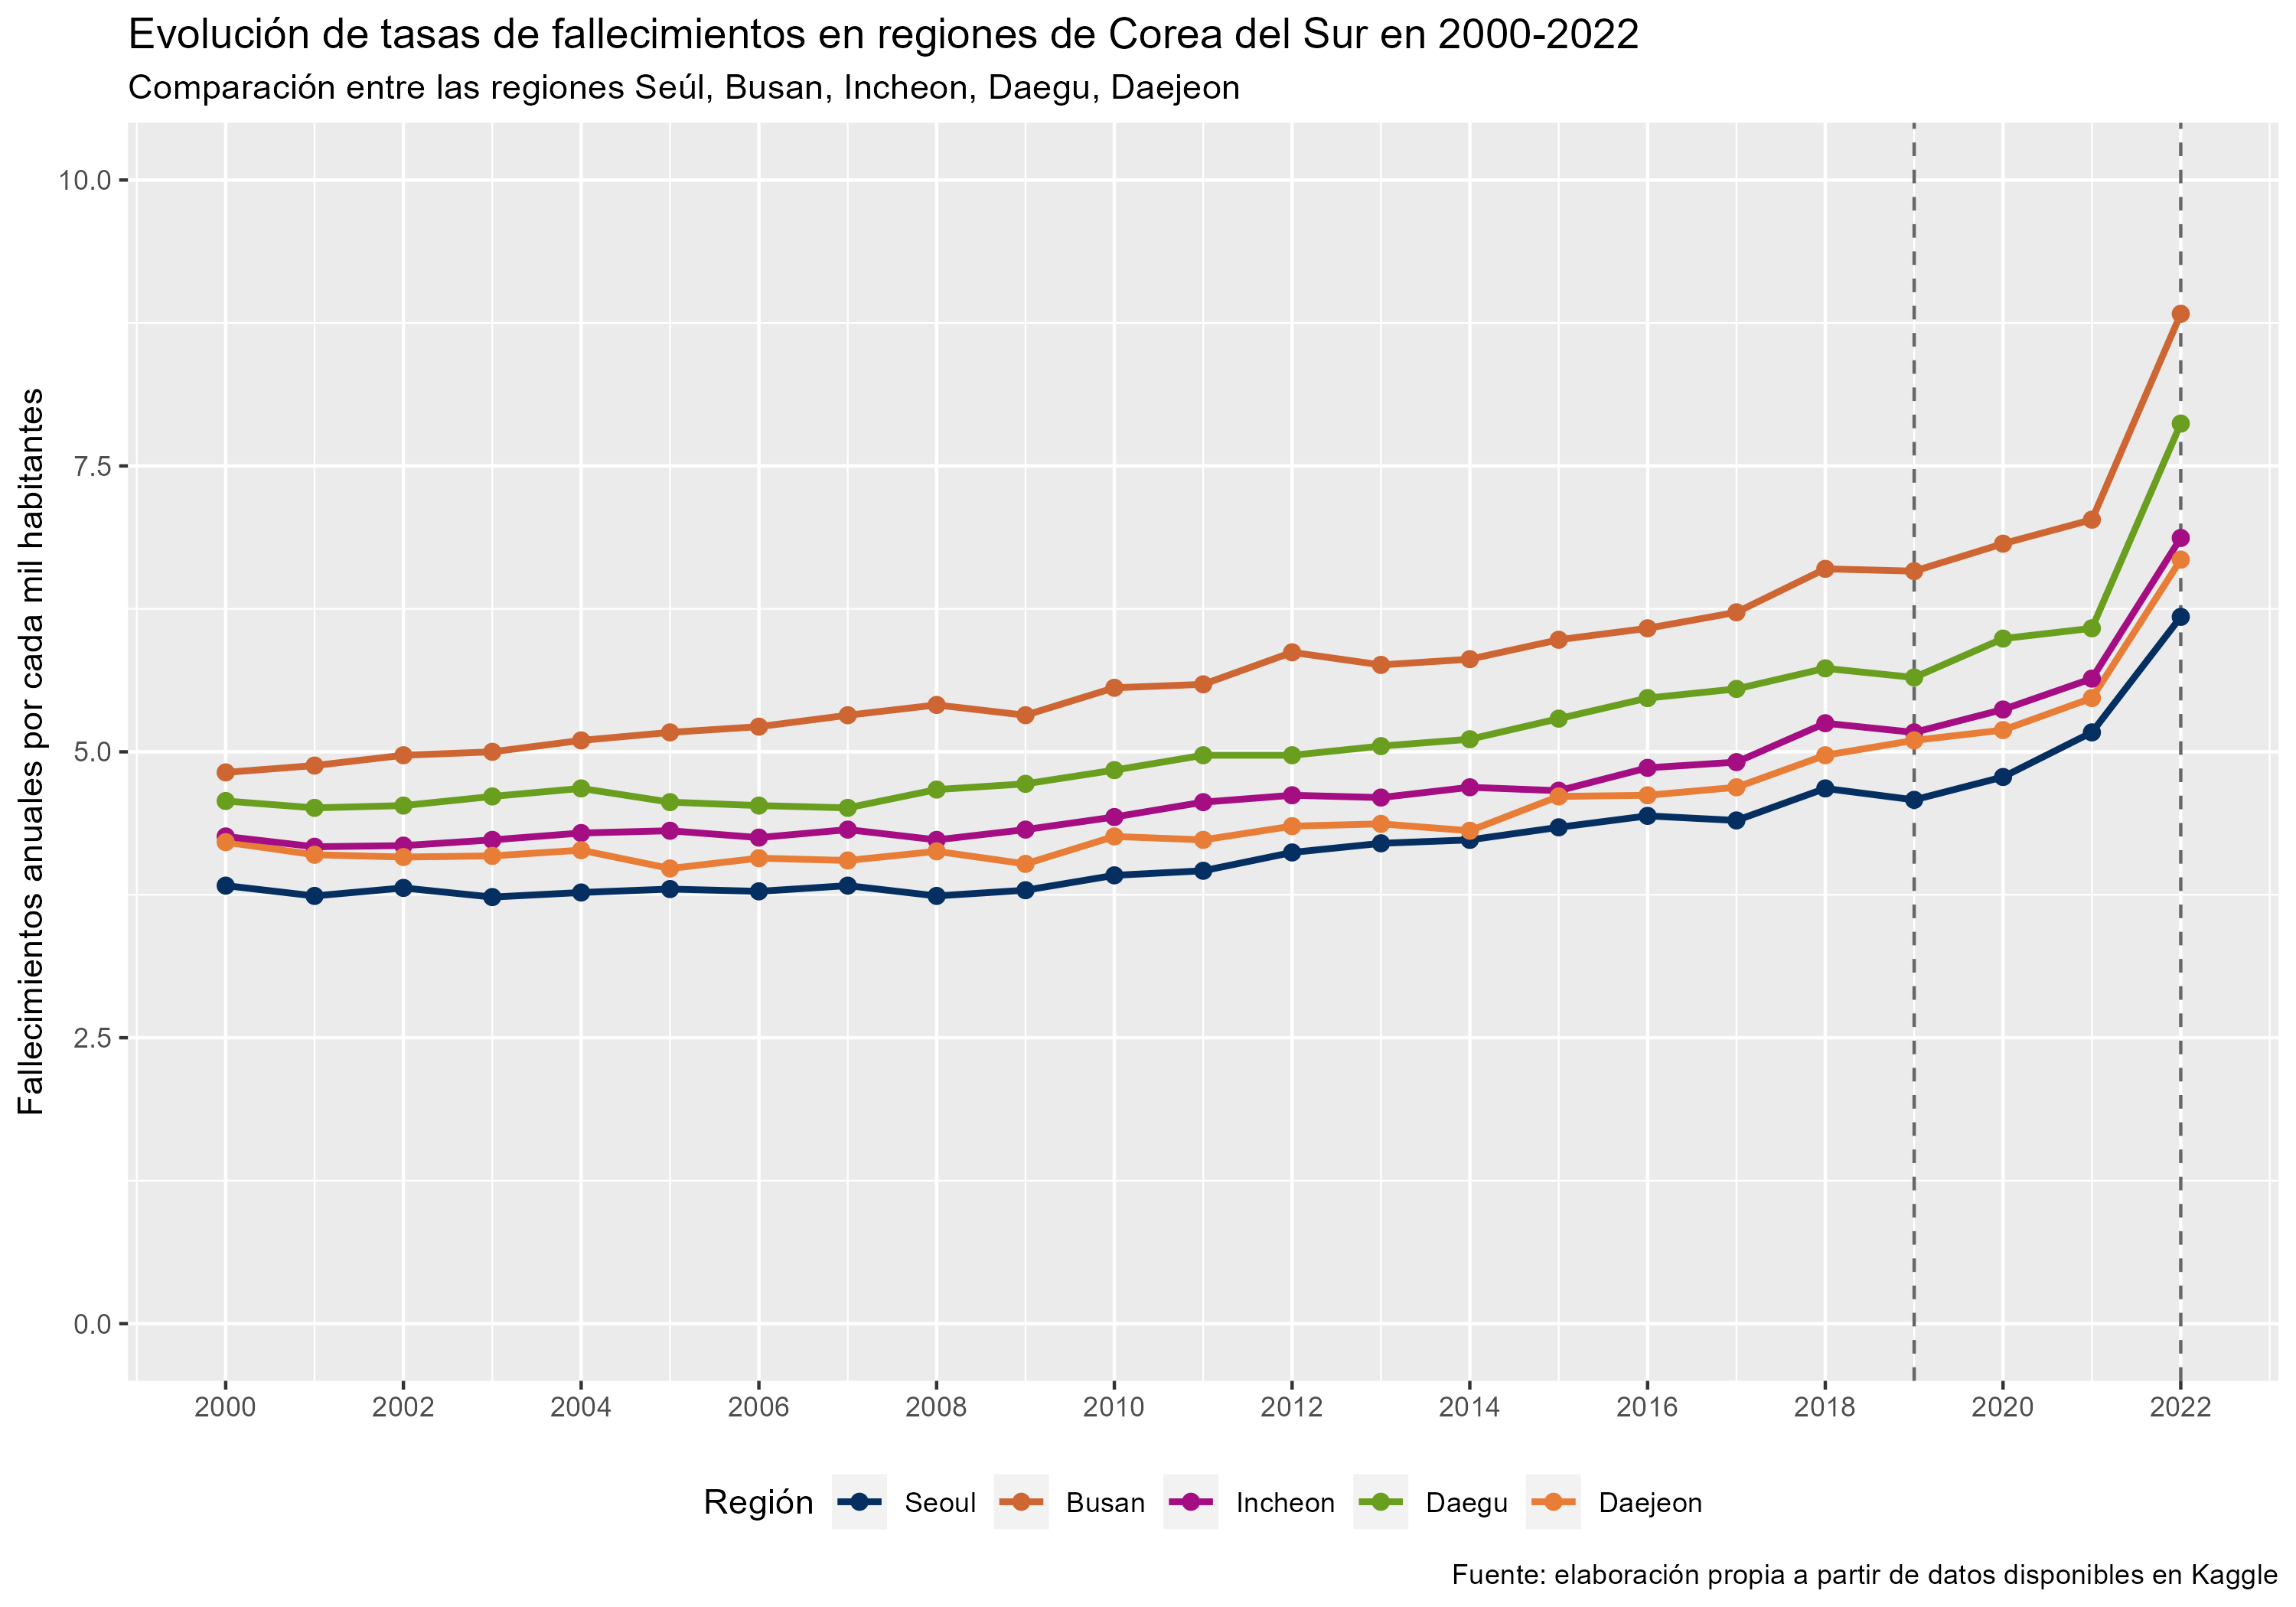 Evolución de tasas de fallecimientos en regiones de Corea del Sur en 2000-2022
Comparación entre las regiones Seúl, Busan, Incheon, Daegu, Daejeon
Fallecimientos anuales por cada mil habitantes
10.0
7.5
5.0
2.5
0.0
2000 2002 2004 2006 2008 2010 2012 2014 2016 2018 2020 2022
Región Seoul Busan Incheon Daegu Daejeon
Fuente: elaboración propia a partir de datos disponibles en Kaggle